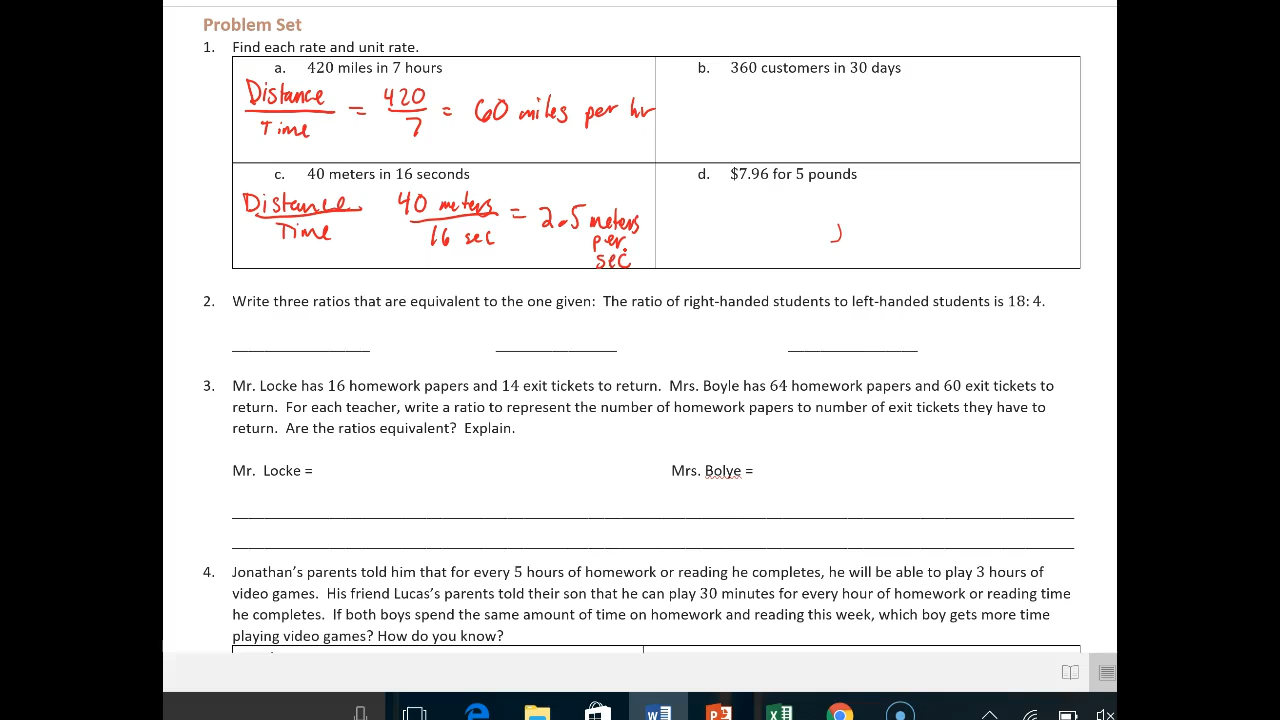 Problem Set
1. Find each rate and unit rate.
a. 420 miles in 7 hours
Distance / Time = 420 / 7 = 60 miles per hr
b. 360 customers in 30 days
c. 40 meters in 16 seconds
Distance / Time 40 meters / 16 sec = 2.5 meters per sec
d. $7.96 for 5 pounds
2. Write three ratios that are equivalent to the one given: The ratio of right-handed students to left-handed students is 18:4.
3. Mr. Locke has 16 homework papers and 14 exit tickets to return. Mrs. Boyle has 64 homework papers and 60 exit tickets to
return. For each teacher, write a ratio to represent the number of homework papers to number of exit tickets they have to
return. Are the ratios equivalent? Explain.
Mr. Locke =
Mrs. Bolye =
4. Jonathan's parents told him that for every 5 hours of homework or reading he completes, he will be able to play 3 hours of
video games. His friend Lucas's parents told their son that he can play 30 minutes for every hour of homework or reading time
he completes. If both boys spend the same amount of time on homework and reading this week, which boy gets more time
playing video games? How do you know?